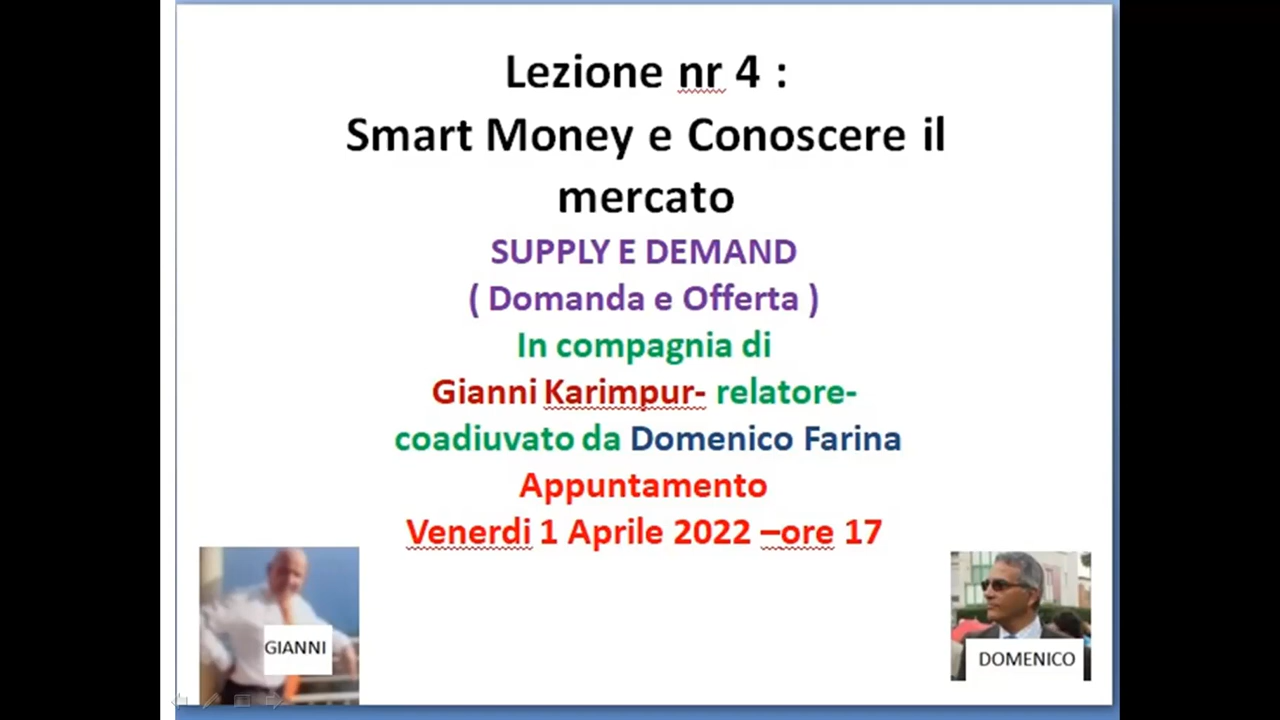 Lezione nr 4 :
Smart Money e Conoscere il
mercato
SUPPLY E DEMAND
( Domanda e Offerta )
In compagnia di
Gianni Karimpur- relatore-
coadiuvato da Domenico Farina
Appuntamento
Venerdi 1 Aprile 2022 –ore 17
GIANNI
DOMENICO